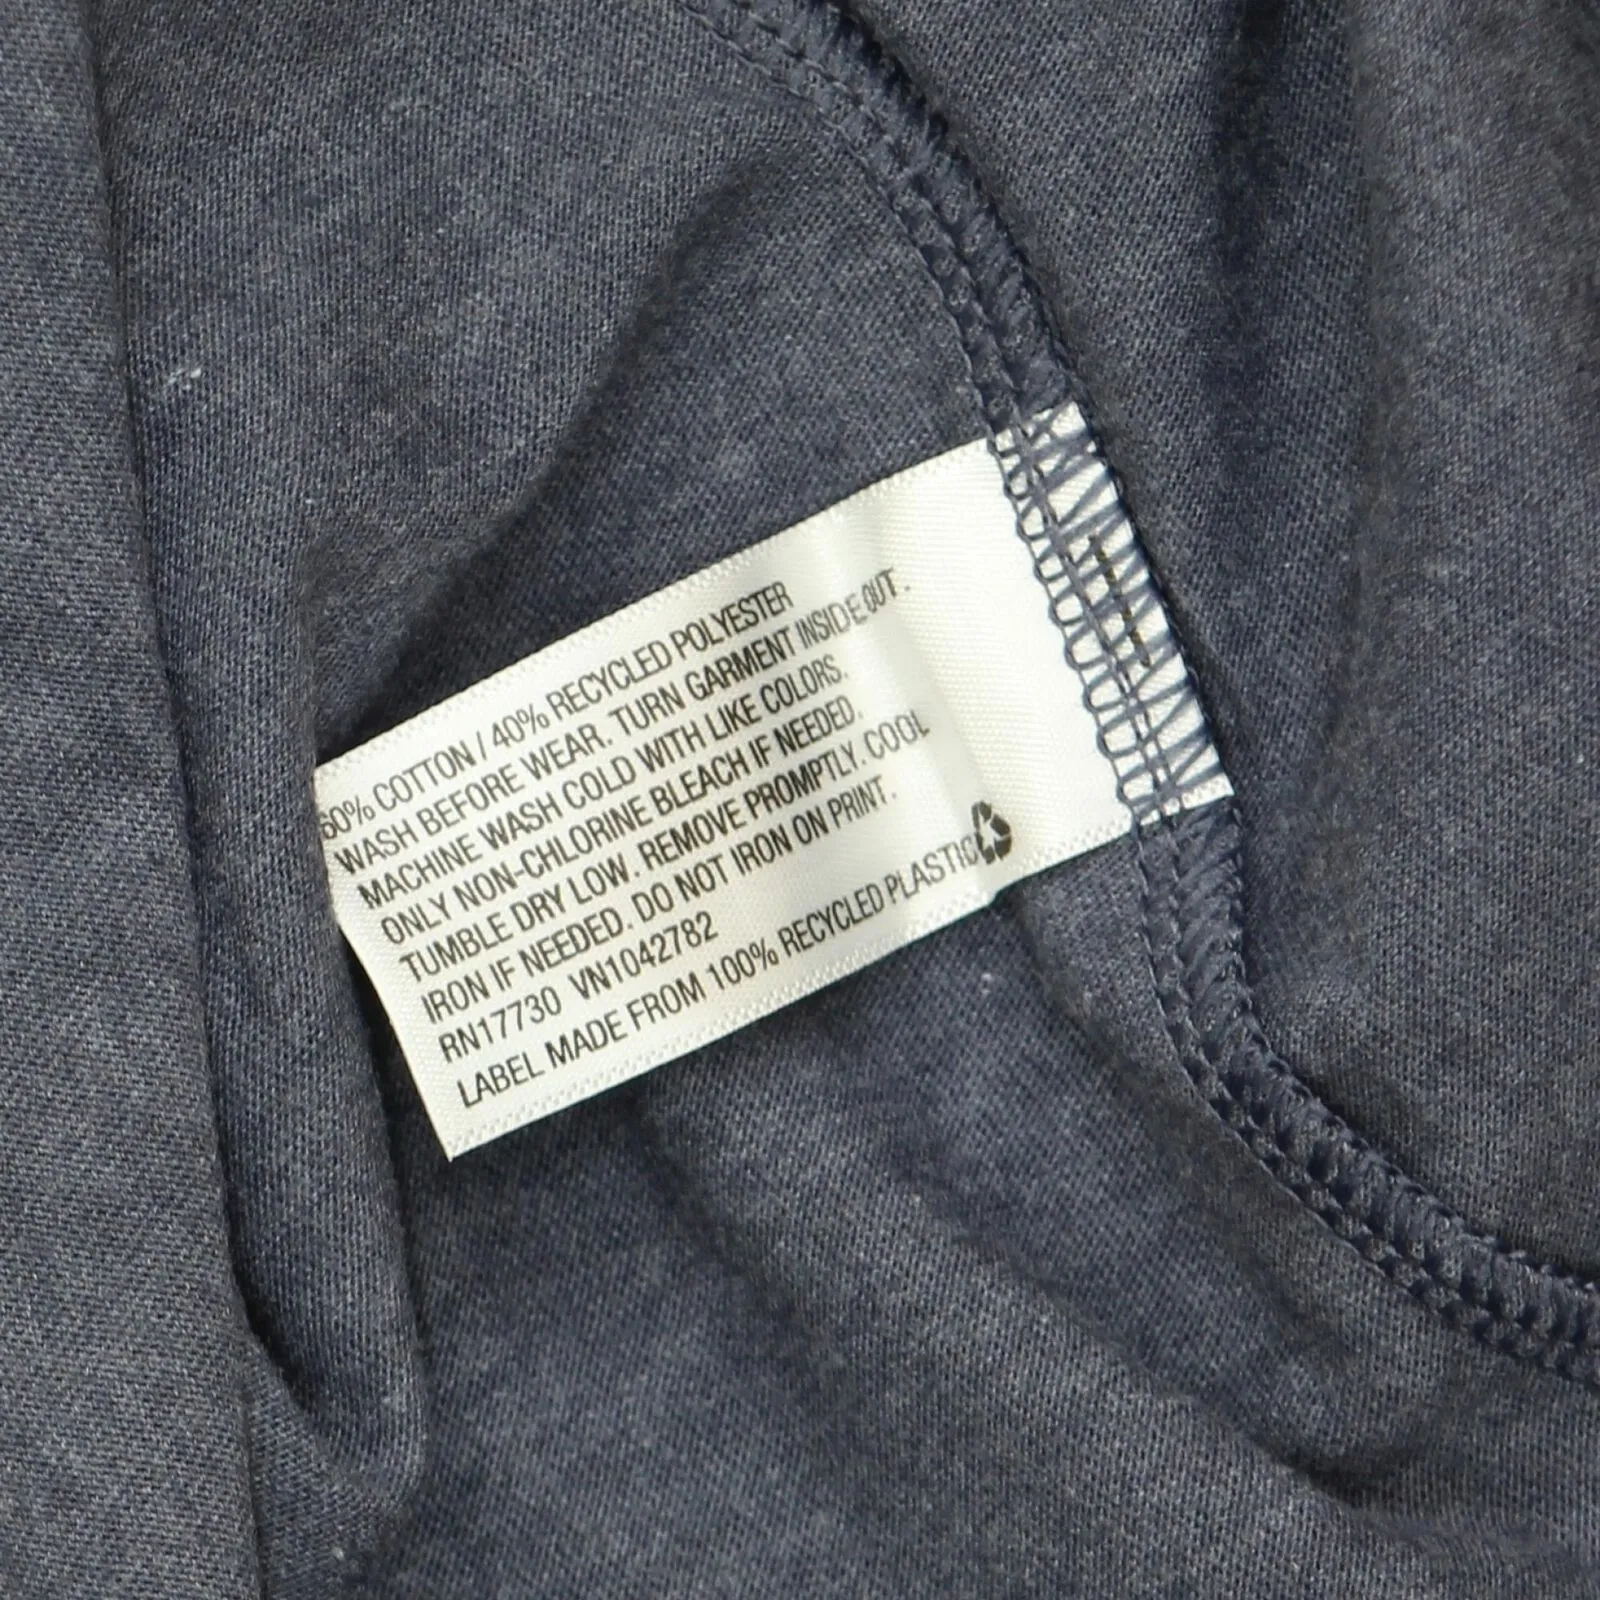 60% COTTON / 40% RECYCLED POLYESTER
WASH BEFORE WEAR. TURN GARMENT INSIDE OUT.
MACHINE WASH COLD WITH LIKE COLORS.
ONLY NON-CHLORINE BLEACH IF NEEDED.
TUMBLE DRY LOW. REMOVE PROMPTLY. COOL
IRON IF NEEDED. DO NOT IRON ON PRINT.
RN17730 VN1042782
LABEL MADE FROM 100% RECYCLED PLASTIC